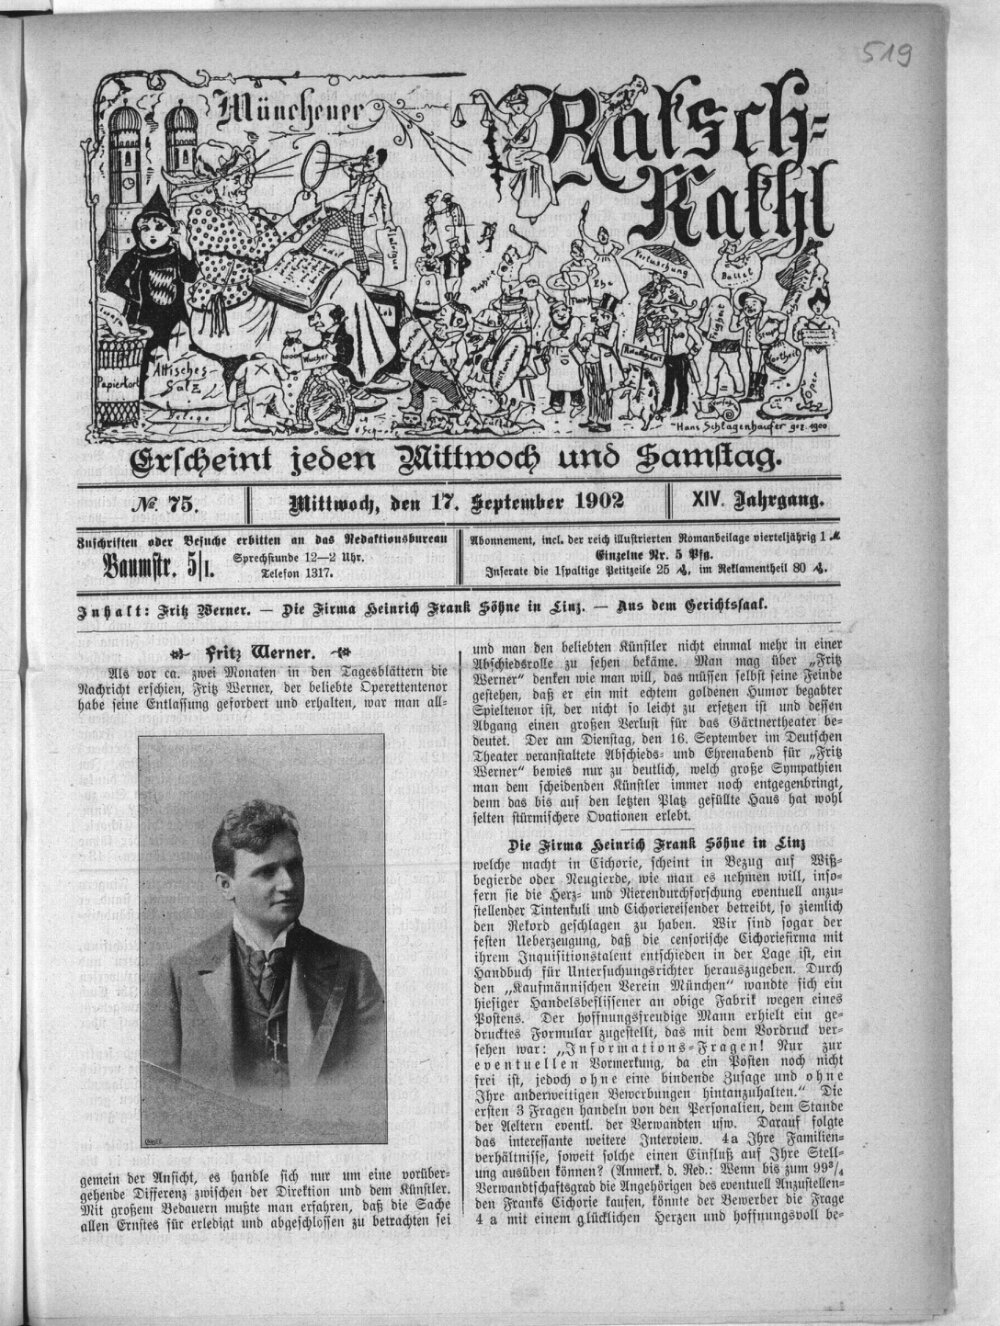 519
Münchener
Ratsch-
Kathl
Attisches-
Salz
Papierkorb
Wucher
Vertuschung
Ballet
Ehe
Hans Schlagenhaufer gez. 1900
Erscheint jeden Mittwoch und Samstag.
№. 75.
Mittwoch, den 17. September 1902
XIV. Jahrgang.
Zuschriften oder Besuche erbitten an das Redaktionsbureau
Baumstr. 5/I.
Sprechstunde 12—2 Uhr.
Telefon 1317.
Abonnement, incl. der reich illustrierten Romanbeilage vierteljährig 1 ℳ
Einzelne Nr. 5 Pfg.
Inserate die 1spaltige Petitzeile 25 ₰, im Reklamentheil 80 ₰.
Inhalt: Fritz Werner. — Die Firma Heinrich Frank Söhne in Linz. — Aus dem Gerichtssaal.
Fritz Werner.
Als vor ca. zwei Monaten in den Tagesblättern die
Nachricht erschien, Fritz Werner, der beliebte Operettentenor
habe seine Entlassung gefordert und erhalten, war man all-
gemein der Ansicht, es handle sich nur um eine vorüber-
gehende Differenz zwischen der Direktion und dem Künstler.
Mit großem Bedauern mußte man erfahren, daß die Sache
allen Ernstes für erledigt und abgeschlossen zu betrachten sei
und man den beliebten Künstler nicht einmal mehr in einer
Abschiedsrolle zu sehen bekäme. Man mag über „Fritz
Werner“ denken wie man will, das müssen selbst seine Feinde
gestehen, daß er ein mit echtem goldenen Humor begabter
Spieltenor ist, der nicht so leicht zu ersetzen ist und dessen
Abgang einen großen Verlust für das Gärtnertheater be-
deutet. Der am Dienstag, den 16. September im Deutschen
Theater veranstaltete Abschieds- und Ehrenabend für „Fritz
Werner“ bewies nur zu deutlich, welch große Sympathien
man dem scheidenden Künstler immer noch entgegenbringt,
denn das bis auf den letzten Platz gefüllte Haus hat wohl
selten stürmischere Ovationen erlebt.
Die Firma Heinrich Frank Söhne in Linz
welche macht in Cichorie, scheint in Bezug auf Wiß-
begierde oder Neugierde, wie man es nehmen will, inso-
fern sie die Herz- und Nierendurchforschung eventuell anzu-
stellender Tintenkuli und Cichoriereisender betreibt, so ziemlich
den Rekord geschlagen zu haben. Wir sind sogar der
festen Ueberzeugung, daß die censorische Cichoriefirma mit
ihrem Inquisitionstalent entschieden in der Lage ist, ein
Handbuch für Untersuchungsrichter herauszugeben. Durch
den „Kaufmännischen Verein München“ wandte sich ein
hiesiger Handelsbeflissener an obige Fabrik wegen eines
Postens. Der hoffnungsfreudige Mann erhielt ein ge-
drucktes Formular zugestellt, das mit dem Vordruck ver-
sehen war: „Informations-Fragen! Nur zur
eventuellen Vormerkung, da ein Posten noch nicht
frei ist, jedoch ohne eine bindende Zusage und ohne
Ihre anderweitigen Bewerbungen hintanzuhalten.“ Die
ersten 3 Fragen handeln von den Personalien, dem Stande
der Aeltern eventl. der Verwandten usw. Darauf folgte
das interessante weitere Interview. 4a Ihre Familien-
verhältnisse, soweit solche einen Einfluß auf Ihre Stell-
ung ausüben können? (Anmerk. d. Red.: Wenn bis zum 99¾
Verwandtschaftsgrad die Angehörigen des eventuell Anzustellen-
den Franks Cichorie kaufen, könnte der Bewerber die Frage
4 a mit einem glücklichen Herzen und hoffnungsvoll be-